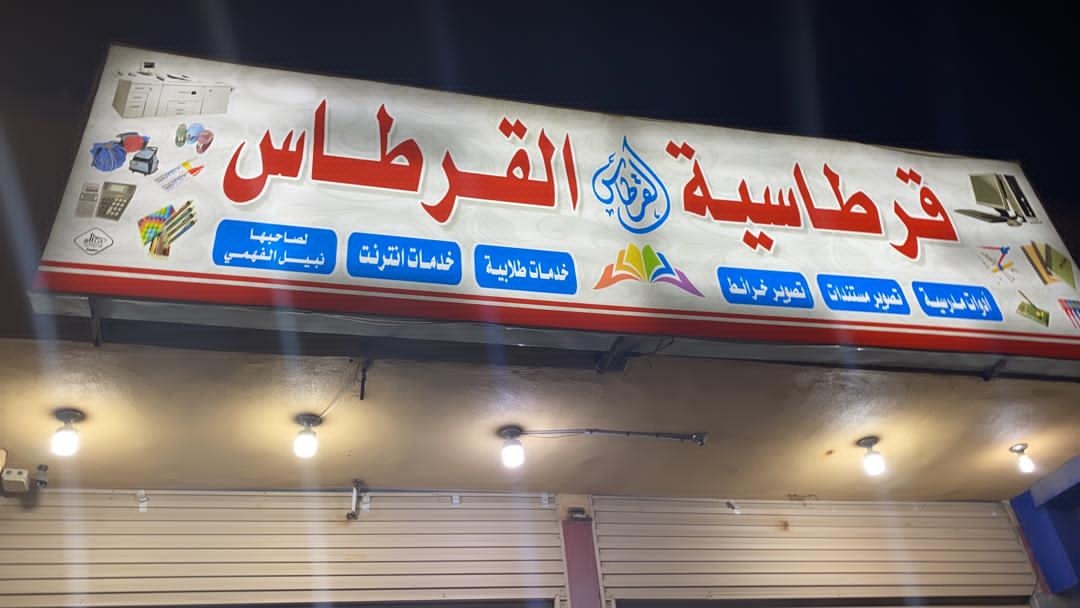 قرطاسية القرطاس
القرطاس
أدوات مدرسية
تصوير مستندات
تصوير خرائط
خدمات طلابية
خدمات انترنت
لصاحبها
نبيل الفهمي